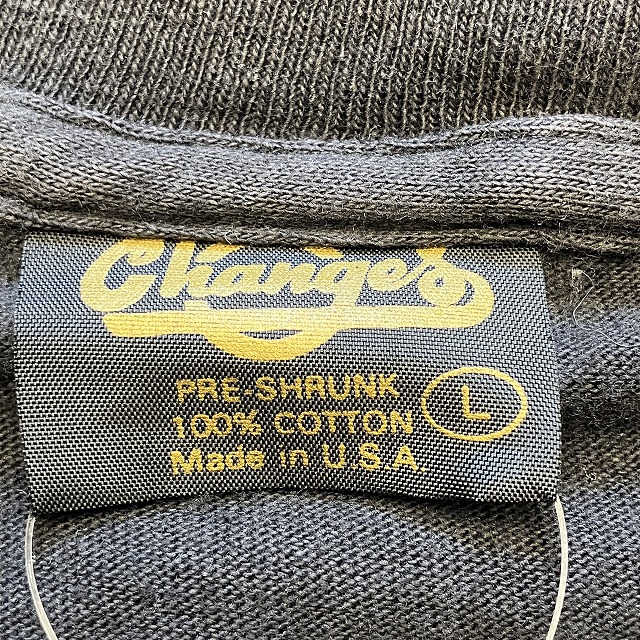 Changes
PRE-SHRUNK
100% COTTON
Made in U.S.A.
L